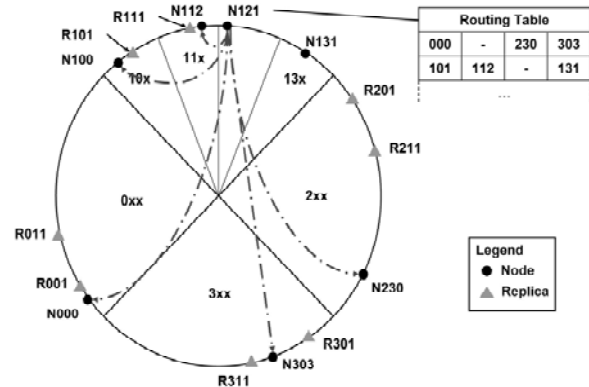 R111
N112
N121
R101
N131
N100
11x
10x
13x
Routing Table
000 - 230 303
101 112 - 131
...
R201
R211
0xx
2xx
R011
3xx
R001
N000
N230
R301
N303
R311
Legend
Node
Replica